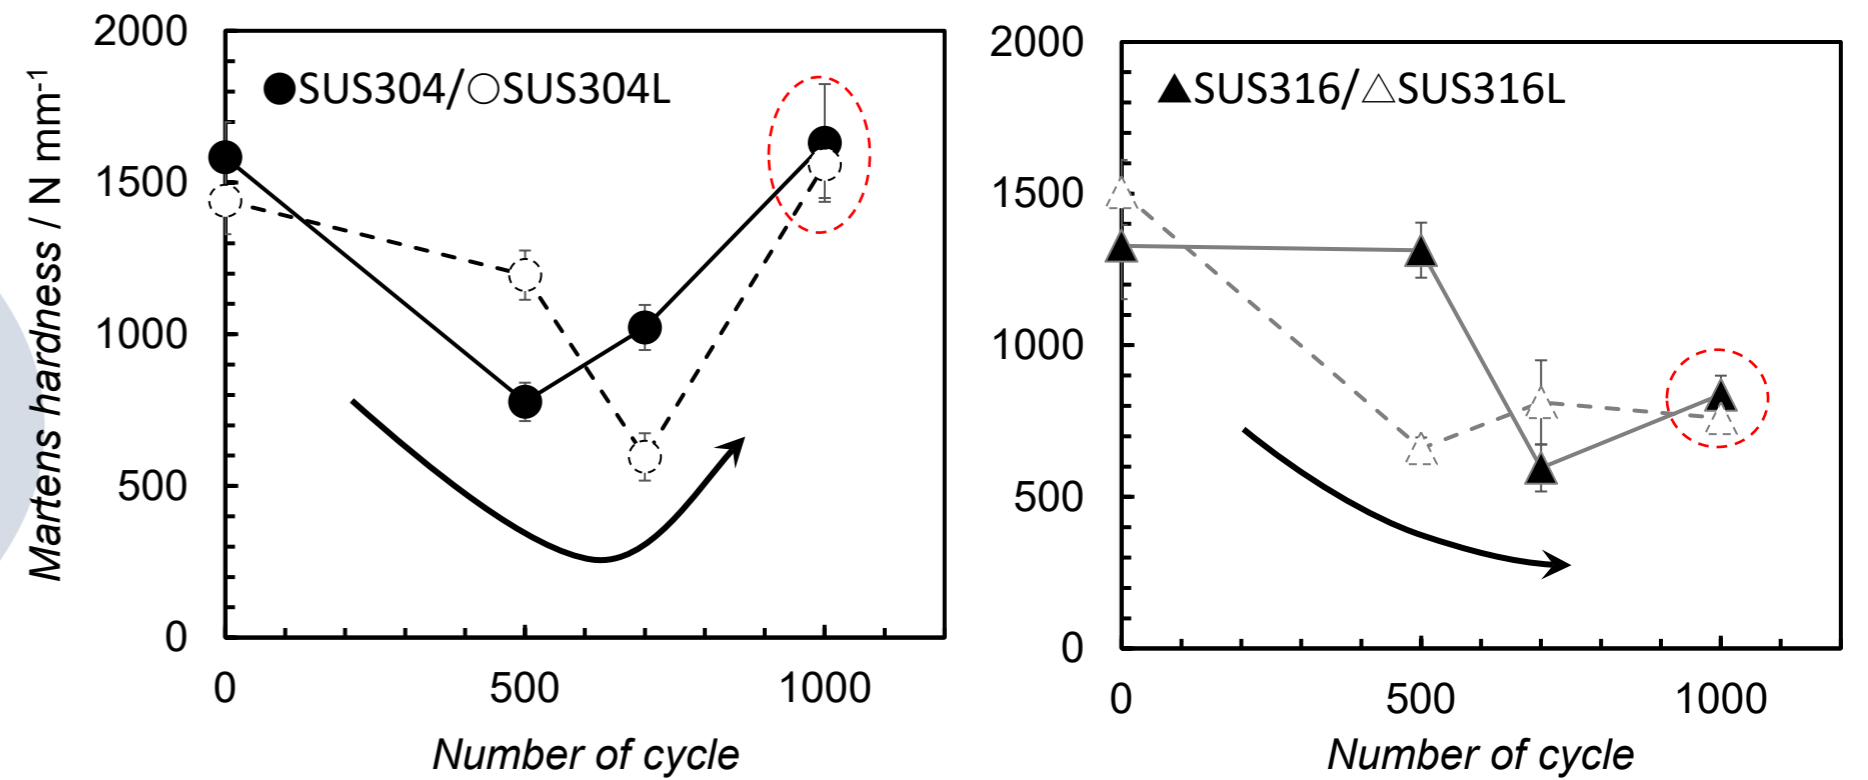 Martens hardness / N mm⁻¹
2000
1500
1000
500
0
●SUS304/○SUS304L
0 500 1000
Number of cycle
2000
1500
1000
500
0
▲SUS316/△SUS316L
0 500 1000
Number of cycle